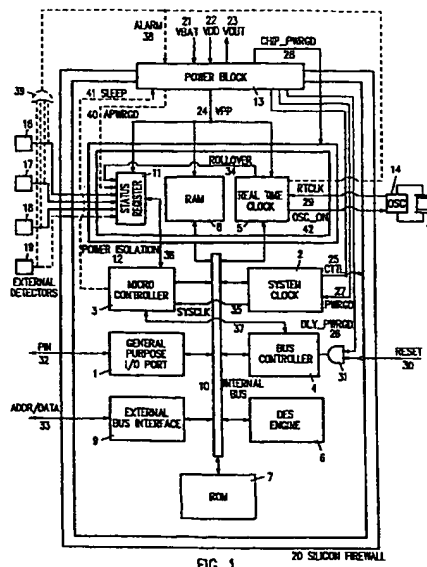 21 22 23
ALARM VBAT VDD VOUT
38
CHIP_PWRGD
28
41 SLEEP
POWER BLOCK
13
39
40
APWRGD
24 VPP
16
17
18
19
EXTERNAL
DETECTORS
ROLLOVER
34
11
STATUS
REGISTER
RAM
8
REAL TIME
CLOCK
5
RTCLK
29
OSC_ON
42
14
OSC
POWER ISOLATION
12
36
MICRO
CONTROLLER
3
2
SYSTEM
CLOCK
25
CTTL
27
PWRGD
35
SYSCLK
37
DLY_PWRGD
26
PIN
32
GENERAL
PURPOSE
I/O PORT
1
10
INTERNAL
BUS
BUS
CONTROLLER
4
31
RESET
30
ADDR/DATA
33
EXTERNAL
BUS INTERFACE
9
DES
ENGINE
6
ROM
7
FIG. 1
20 SILICON FIREWALL